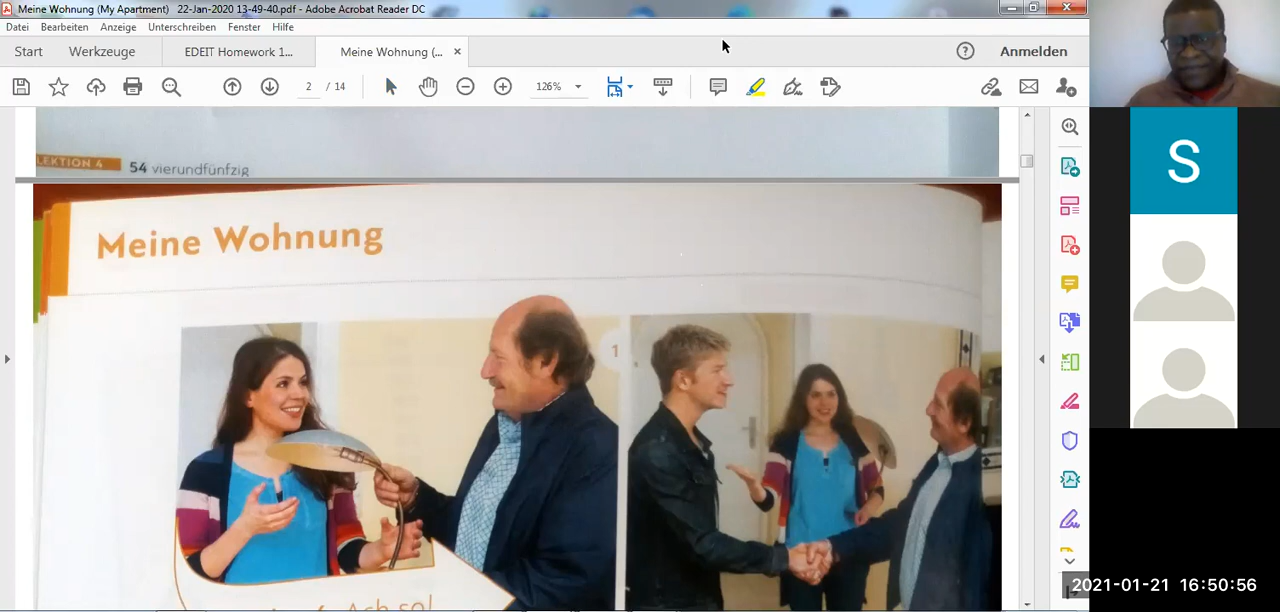 Meine Wohnung (My Apartment) 22-Jan-2020 13-49-40.pdf - Adobe Acrobat Reader DC
Datei Bearbeiten Anzeige Unterschreiben Fenster Hilfe
Start Werkzeuge EDEIT Homework 1... Meine Wohnung (... × Anmelden
2 / 14 126%
LEKTION 4 54 vierundfünfzig
Meine Wohnung
1
Ach so!
S
2021-01-21 16:50:56